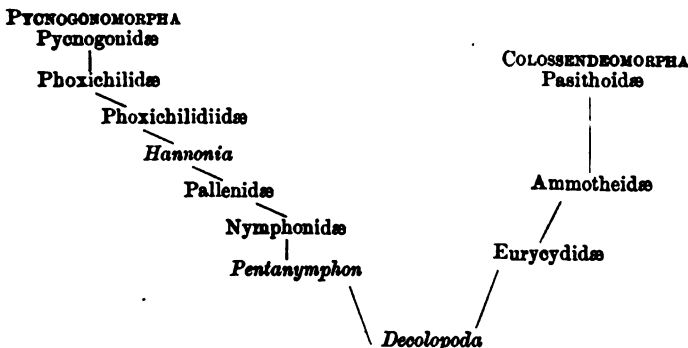 PYCNOGONOMORPHA
Pycnogonidæ
Phoxichilidæ
Phoxichilidiidæ
Hannonia
Pallenidæ
Nymphonidæ
Pentanymphon
COLOSSENDEOMORPHA
Pasithoidæ
Ammotheidæ
Eurycydidæ
Decolopoda